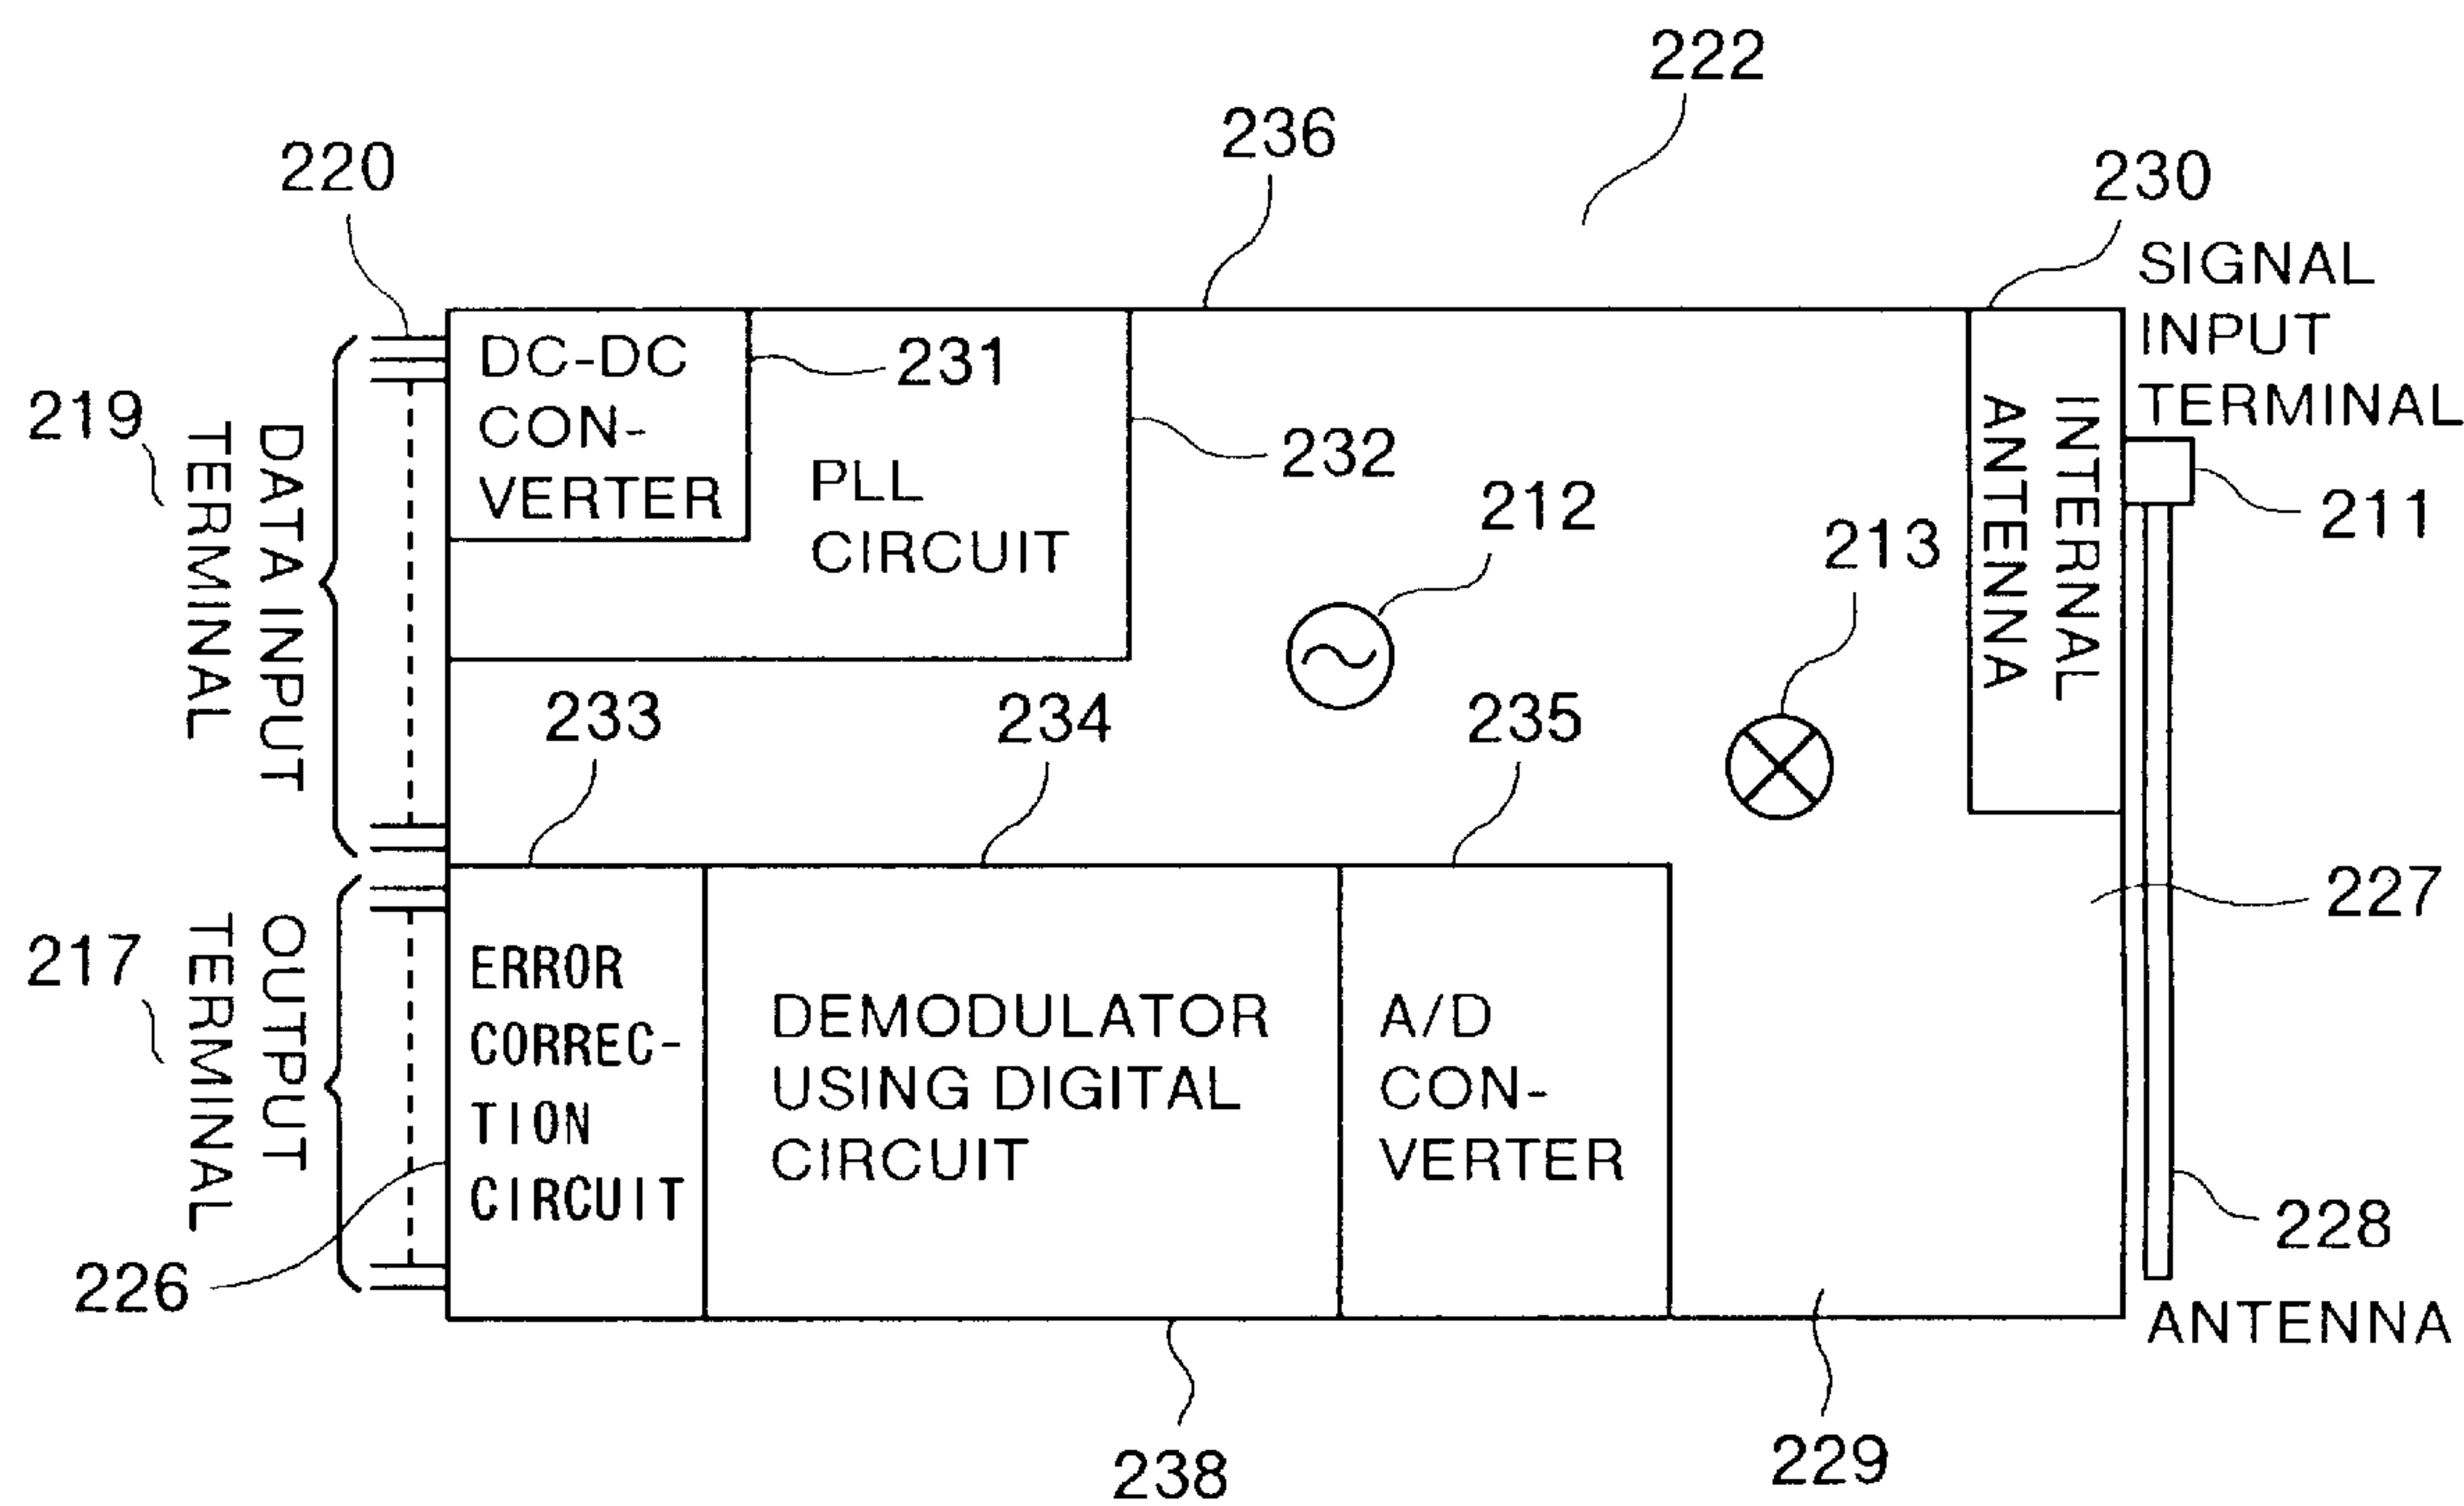 222
236
220
230
SIGNAL
INPUT
TERMINAL
DC-DC
CON-
VERTER
231
232
PLL
CIRCUIT
219
DATA INPUT
TERMINAL
212
213
INTERNAL
ANTENNA
211
233
234
235
227
217
OUTPUT
TERMINAL
ERROR
CORREC-
TION
CIRCUIT
DEMODULATOR
USING DIGITAL
CIRCUIT
A/D
CON-
VERTER
228
226
ANTENNA
238
229